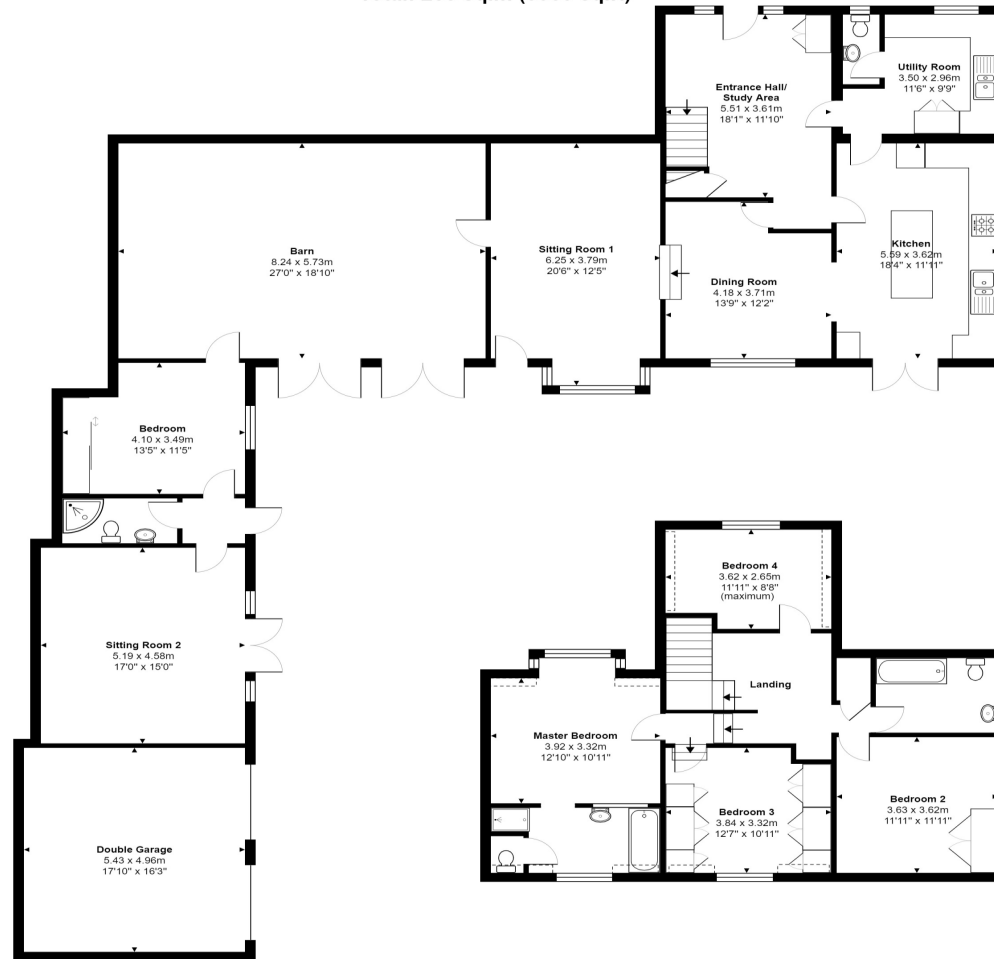 Entrance Hall/
Study Area
5.51 x 3.61m
18'1" x 11'10"
Utility Room
3.50 x 2.96m
11'6" x 9'9"
Barn
8.24 x 5.73m
27'0" x 18'10"
Sitting Room 1
6.25 x 3.79m
20'6" x 12'5"
Dining Room
4.18 x 3.71m
13'9" x 12'2"
Kitchen
5.59 x 3.62m
18'4" x 11'11"
Bedroom
4.10 x 3.49m
13'5" x 11'5"
Sitting Room 2
5.19 x 4.58m
17'0" x 15'0"
Double Garage
5.43 x 4.96m
17'10" x 16'3"
Bedroom 4
3.62 x 2.65m
11'11" x 8'8"
(maximum)
Landing
Master Bedroom
3.92 x 3.32m
12'10" x 10'11"
Bedroom 3
3.84 x 3.32m
12'7" x 10'11"
Bedroom 2
3.63 x 3.62m
11'11" x 11'11"